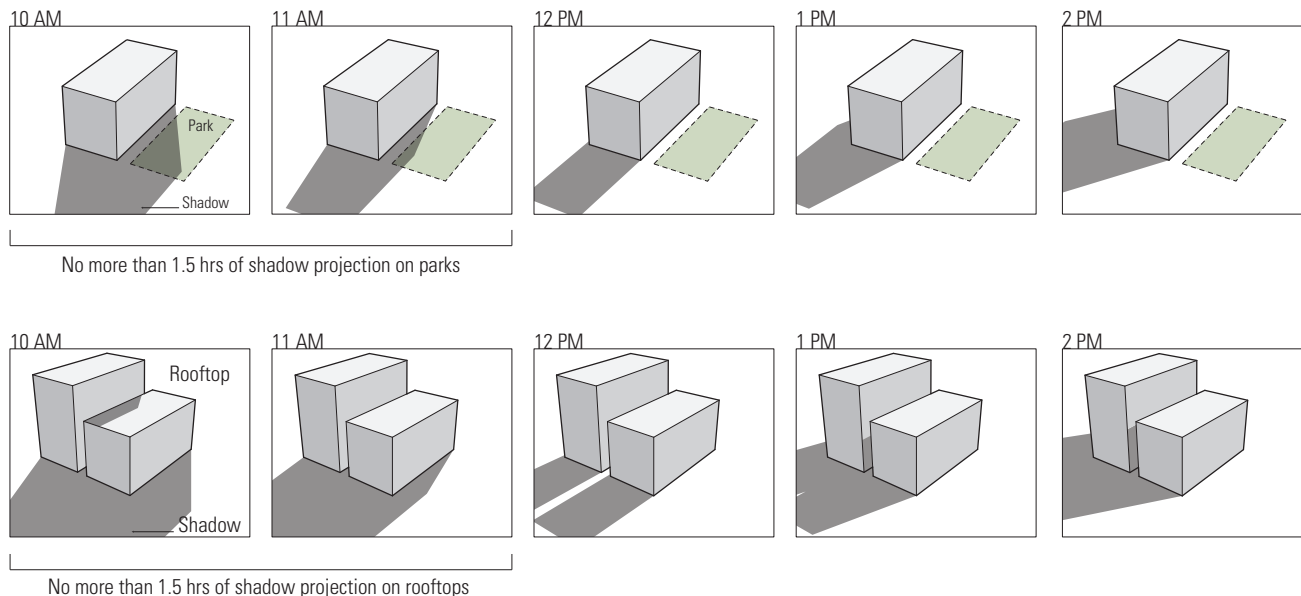 10 AM
11 AM
12 PM
1 PM
2 PM
Park
Shadow
No more than 1.5 hrs of shadow projection on parks
10 AM
11 AM
12 PM
1 PM
2 PM
Rooftop
Shadow
No more than 1.5 hrs of shadow projection on rooftops